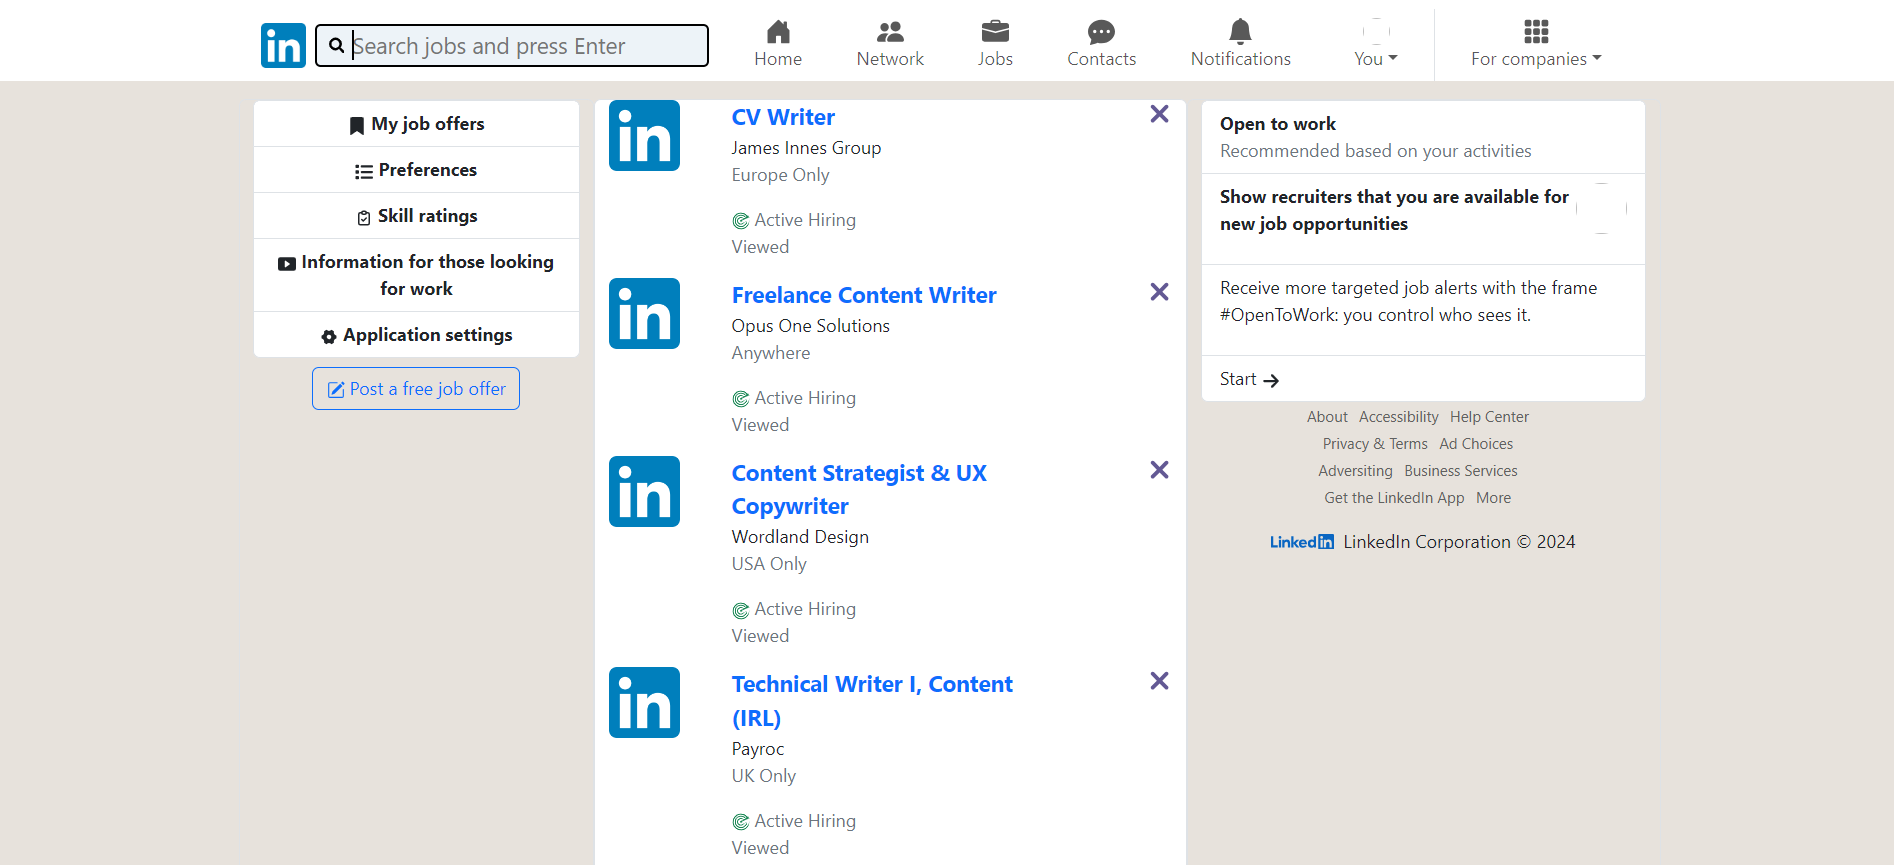 in
Search jobs and press Enter
Home
Network
Jobs
Contacts
Notifications
You
For companies
My job offers
Preferences
Skill ratings
Information for those looking
for work
Application settings
Post a free job offer
in
CV Writer
James Innes Group
Europe Only
Active Hiring
Viewed
in
Freelance Content Writer
Opus One Solutions
Anywhere
Active Hiring
Viewed
in
Content Strategist & UX
Copywriter
Wordland Design
USA Only
Active Hiring
Viewed
in
Technical Writer I, Content
(IRL)
Payroc
UK Only
Active Hiring
Viewed
Open to work
Recommended based on your activities
Show recruiters that you are available for
new job opportunities
Receive more targeted job alerts with the frame
#OpenToWork: you control who sees it.
Start
About Accessibility Help Center
Privacy & Terms Ad Choices
Adversiting Business Services
Get the LinkedIn App More
LinkedIn LinkedIn Corporation © 2024